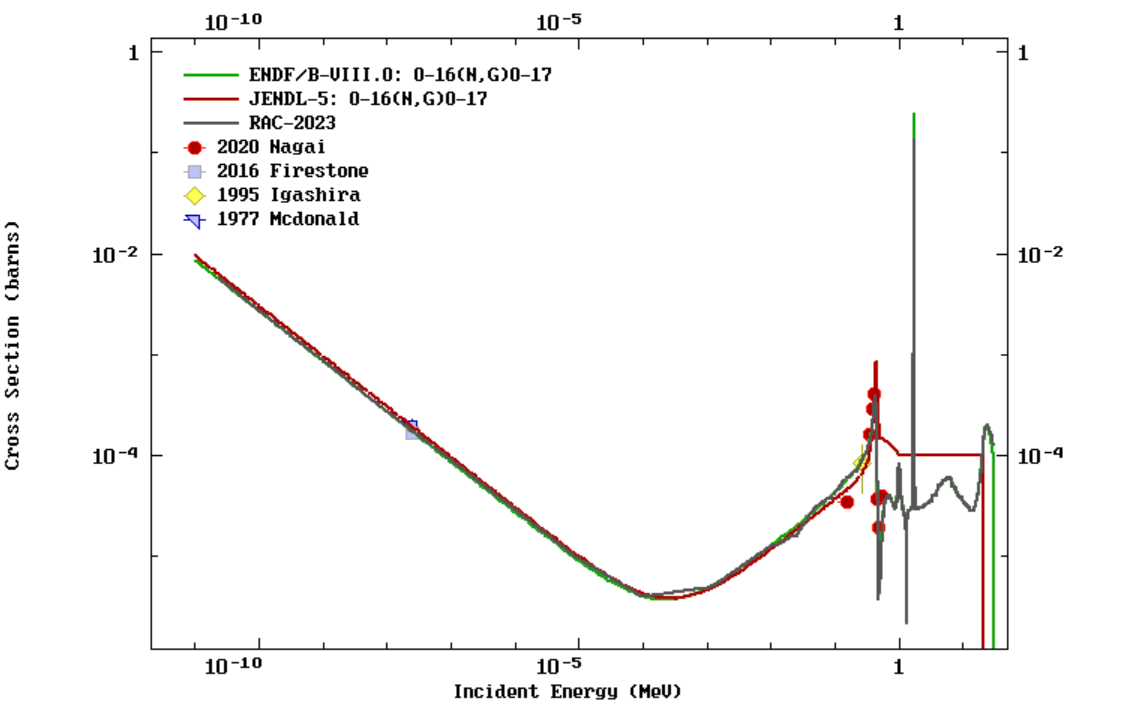 10-10 10-5 1
1 1
ENDF/B-VIII.0: O-16(N,G)O-17
JENDL-5: O-16(N,G)O-17
RAC-2023
2020 Nagai
2016 Firestone
1995 Igashira
1977 Mcdonald
10-2 10-2
Cross Section (barns)
10-4 10-4
10-10 10-5 1
Incident Energy (MeV)